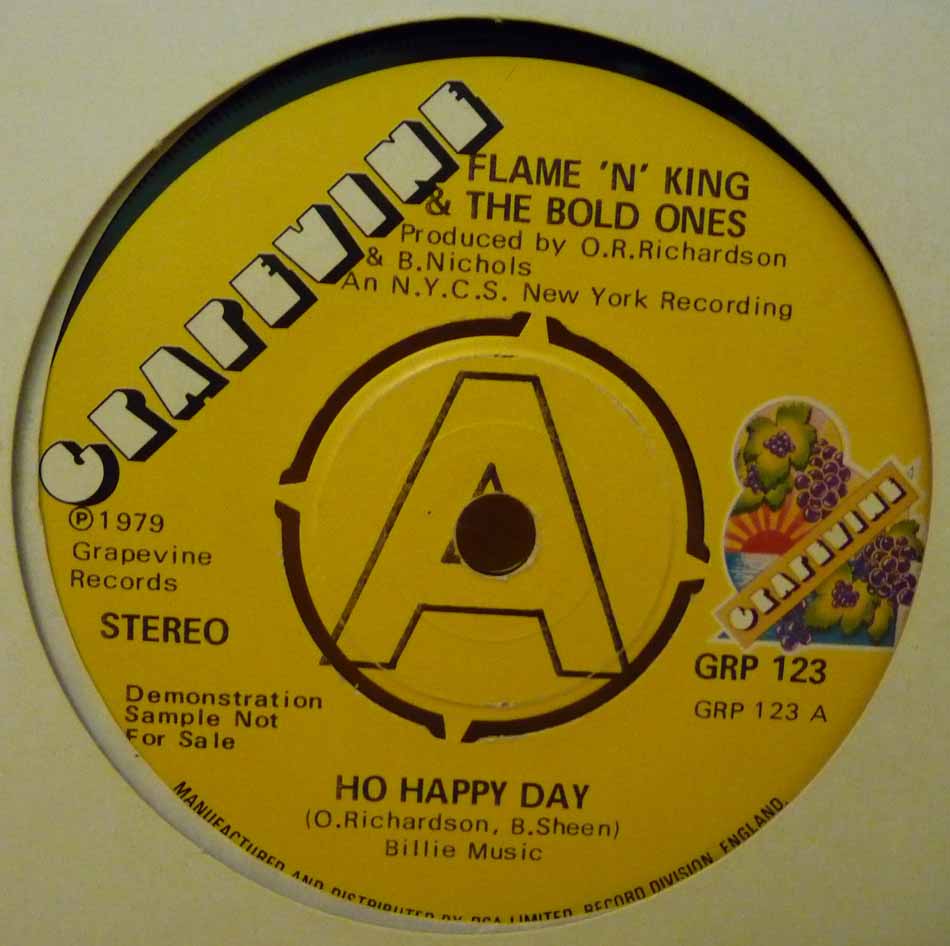 GRAPEVINE
FLAME 'N' KING
& THE BOLD ONES
Produced by O.R.Richardson
& B.Nichols
An N.Y.C.S. New York Recording
A
℗1979
Grapevine
Records
STEREO
GRAPEVINE
GRP 123
GRP 123 A
Demonstration
Sample Not
For Sale
HO HAPPY DAY
(O.Richardson, B.Sheen)
Billie Music
MANUFACTURED AND DISTRIBUTED BY RCA LIMITED, RECORD DIVISION, ENGLAND.